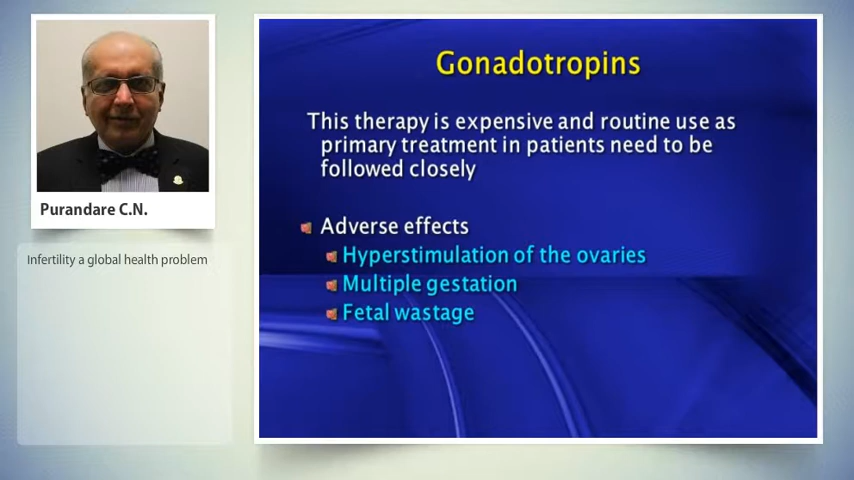 Purandare C.N.
Infertility a global health problem
Gonadotropins
This therapy is expensive and routine use as
primary treatment in patients need to be
followed closely
Adverse effects
Hyperstimulation of the ovaries
Multiple gestation
Fetal wastage